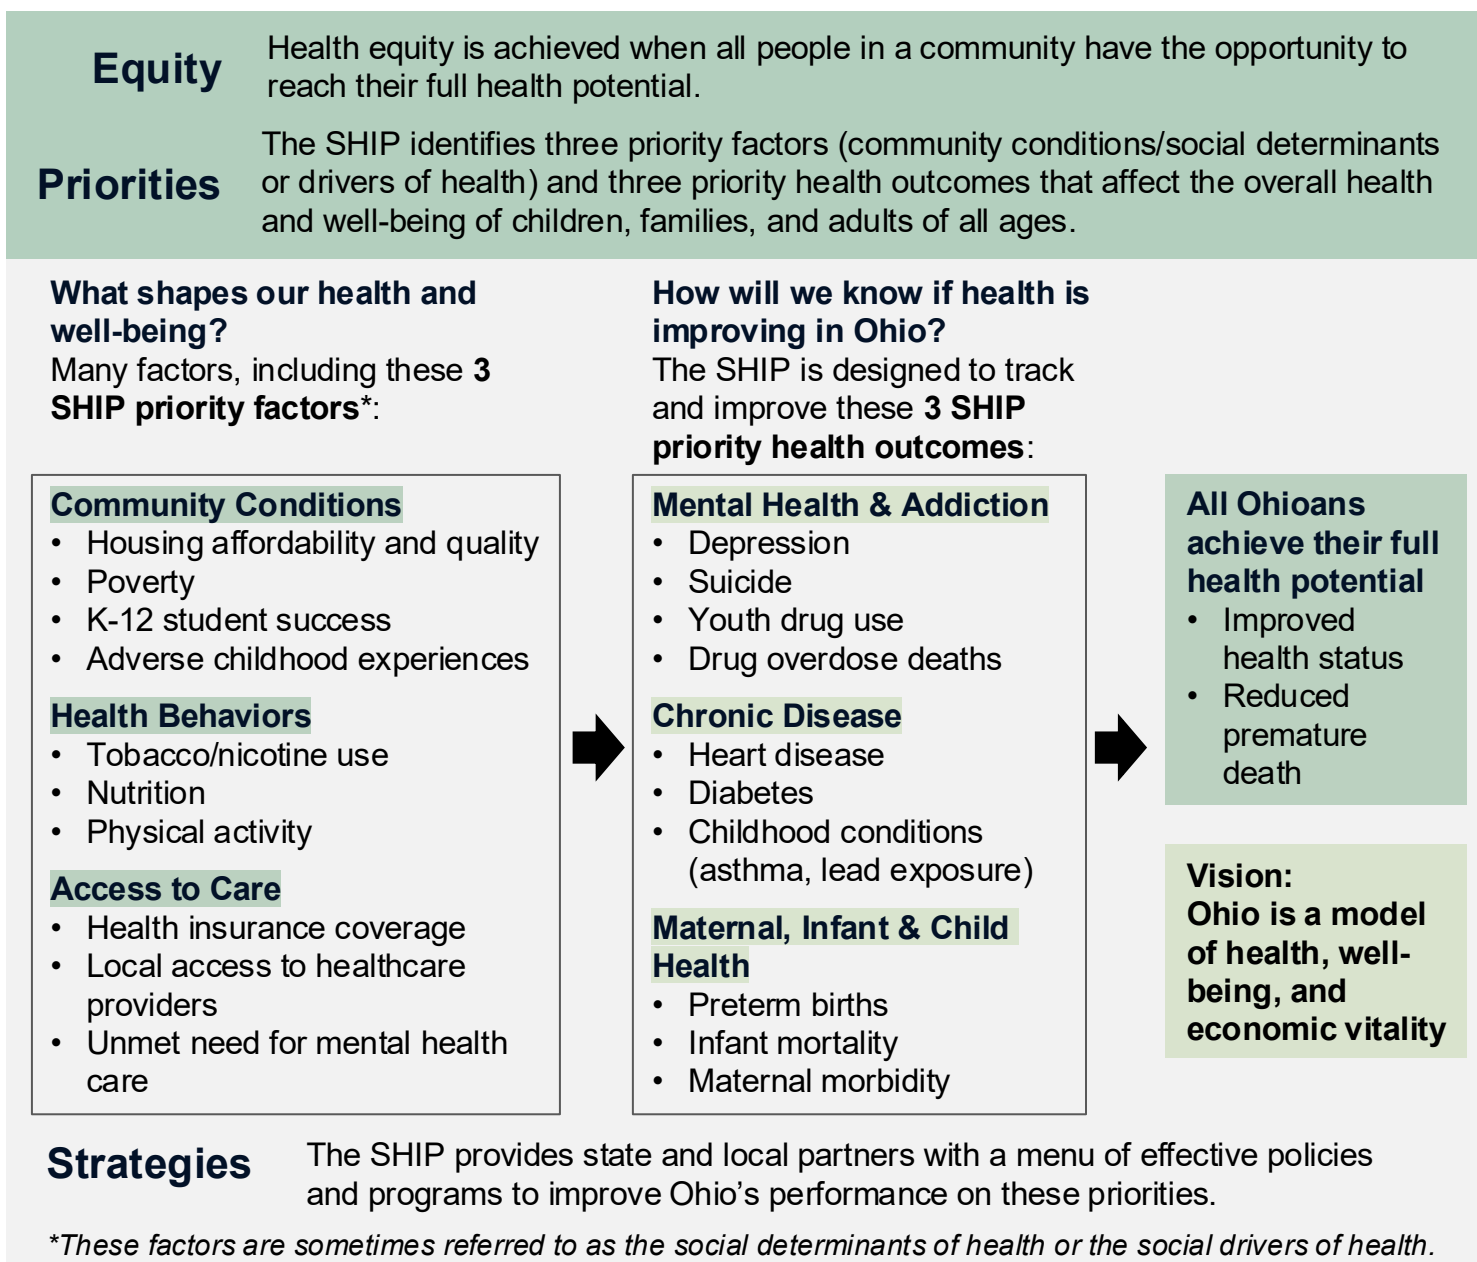 Equity
Health equity is achieved when all people in a community have the opportunity to
reach their full health potential.
Priorities
The SHIP identifies three priority factors (community conditions/social determinants
or drivers of health) and three priority health outcomes that affect the overall health
and well-being of children, families, and adults of all ages.
What shapes our health and
well-being?
Many factors, including these 3
SHIP priority factors*:
Community Conditions
• Housing affordability and quality
• Poverty
• K-12 student success
• Adverse childhood experiences
Health Behaviors
• Tobacco/nicotine use
• Nutrition
• Physical activity
Access to Care
• Health insurance coverage
• Local access to healthcare
providers
• Unmet need for mental health
care
How will we know if health is
improving in Ohio?
The SHIP is designed to track
and improve these 3 SHIP
priority health outcomes:
Mental Health & Addiction
• Depression
• Suicide
• Youth drug use
• Drug overdose deaths
Chronic Disease
• Heart disease
• Diabetes
• Childhood conditions
(asthma, lead exposure)
Maternal, Infant & Child
Health
• Preterm births
• Infant mortality
• Maternal morbidity
All Ohioans
achieve their full
health potential
• Improved
health status
• Reduced
premature
death
Vision:
Ohio is a model
of health, well-
being, and
economic vitality
Strategies
The SHIP provides state and local partners with a menu of effective policies
and programs to improve Ohio’s performance on these priorities.
*These factors are sometimes referred to as the social determinants of health or the social drivers of health.